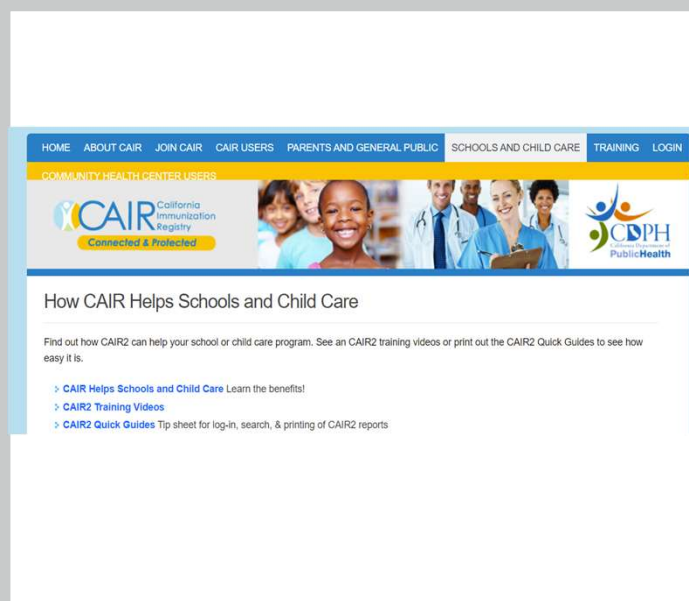 HOME ABOUT CAIR JOIN CAIR CAIR USERS PARENTS AND GENERAL PUBLIC SCHOOLS AND CHILD CARE TRAINING LOGIN
COMMUNITY HEALTH CENTER USERS
CAIR California
Immunization
Registry
Connected & Protected
CDPH
California Department of
PublicHealth
How CAIR Helps Schools and Child Care
Find out how CAIR2 can help your school or child care program. See an CAIR2 training videos or print out the CAIR2 Quick Guides to see how
easy it is.
CAIR Helps Schools and Child Care Learn the benefits!
CAIR2 Training Videos
CAIR2 Quick Guides Tip sheet for log-in, search, & printing of CAIR2 reports